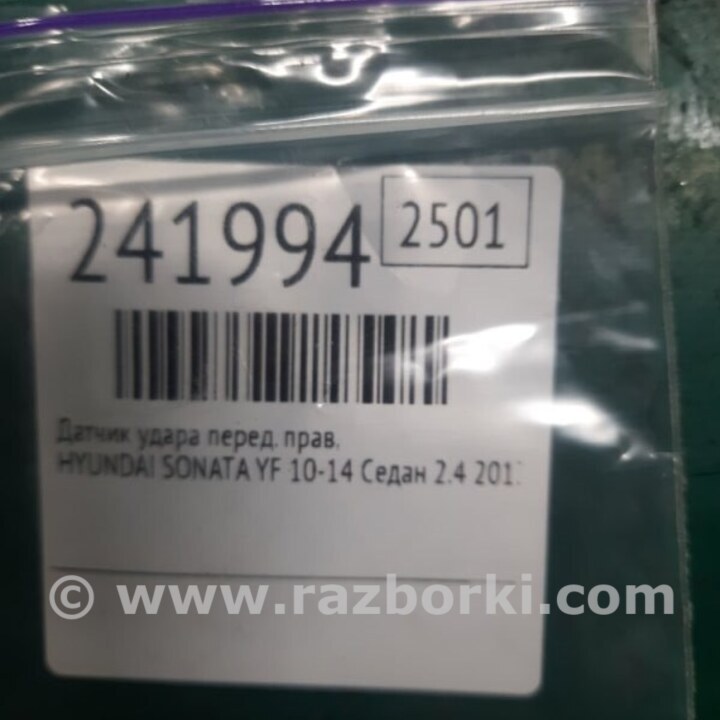 241994 2501
Датчик удара перед. прав.
HYUNDAI SONATA YF 10-14 Седан 2.4
© www.razborki.com